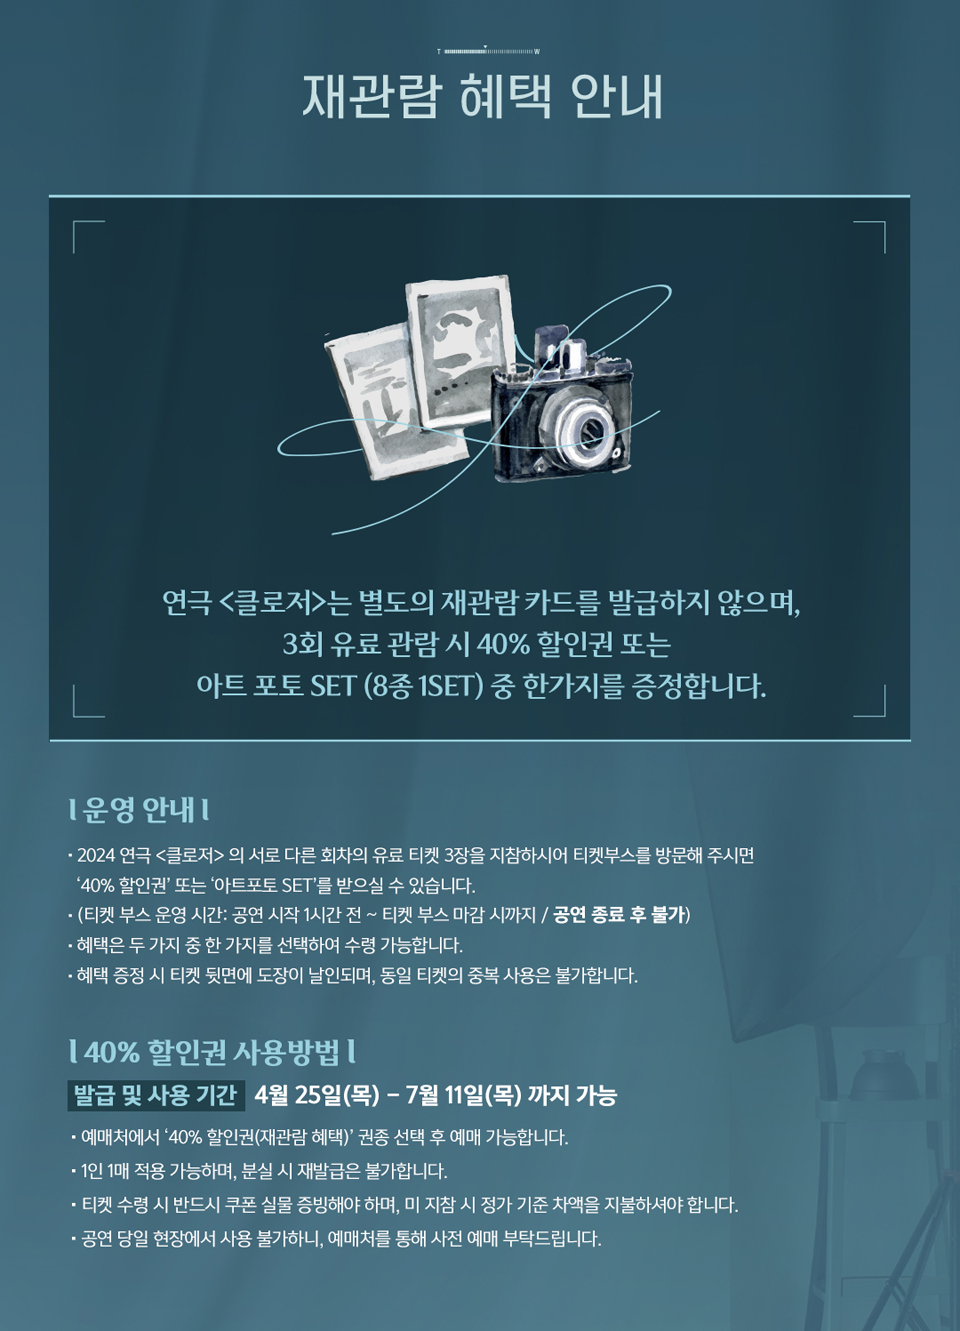 T W
재관람 혜택 안내
연극 <클로저>는 별도의 재관람 카드를 발급하지 않으며,
3회 유료 관람 시 40% 할인권 또는
아트 포토 SET (8종 1SET) 중 한가지를 증정합니다.
l 운영 안내 l
· 2024 연극 <클로저> 의 서로 다른 회차의 유료 티켓 3장을 지참하시어 티켓부스를 방문해 주시면
‘40% 할인권’ 또는 ‘아트포토 SET’를 받으실 수 있습니다.
· (티켓 부스 운영 시간: 공연 시작 1시간 전 ~ 티켓 부스 마감 시까지 / 공연 종료 후 불가)
· 혜택은 두 가지 중 한 가지를 선택하여 수령 가능합니다.
· 혜택 증정 시 티켓 뒷면에 도장이 날인되며, 동일 티켓의 중복 사용은 불가합니다.
l 40% 할인권 사용방법 l
발급 및 사용 기간 4월 25일(목) – 7월 11일(목) 까지 가능
· 예매처에서 ‘40% 할인권(재관람 혜택)’ 권종 선택 후 예매 가능합니다.
· 1인 1매 적용 가능하며, 분실 시 재발급은 불가합니다.
· 티켓 수령 시 반드시 쿠폰 실물 증빙해야 하며, 미 지참 시 정가 기준 차액을 지불하셔야 합니다.
· 공연 당일 현장에서 사용 불가하니, 예매처를 통해 사전 예매 부탁드립니다.